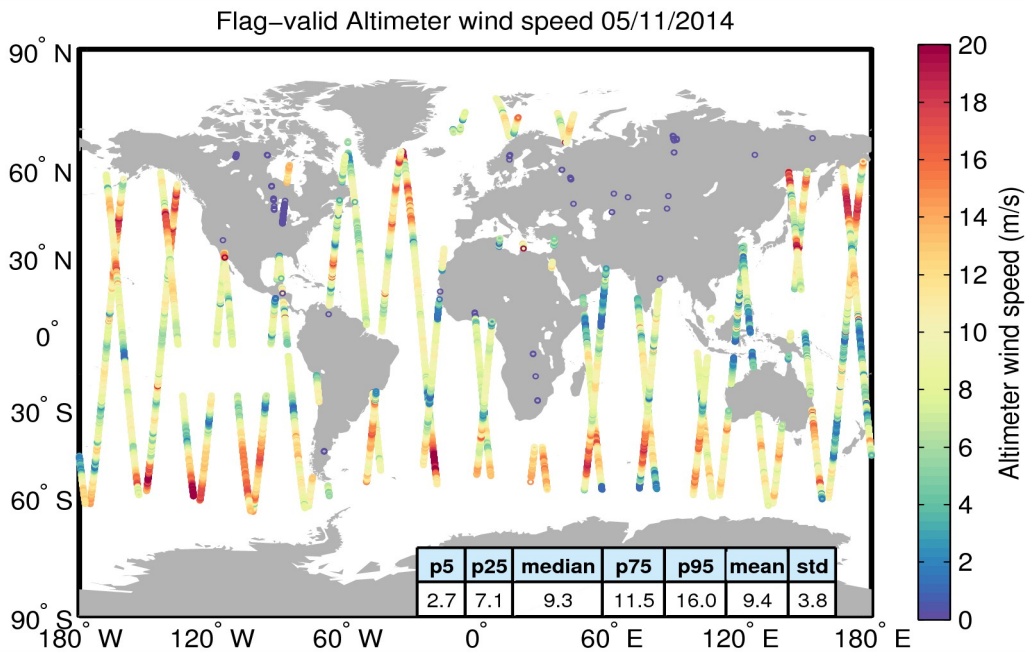 Flag−valid Altimeter wind speed 05/11/2014
90° N
60° N
30° N
0°
30° S
60° S
90° S
180° W
120° W
60° W
0°
60° E
120° E
180° E
p5 p25 median p75 p95 mean std
2.7 7.1 9.3 11.5 16.0 9.4 3.8
20
18
16
14
12
10
8
6
4
2
0
Altimeter wind speed (m/s)